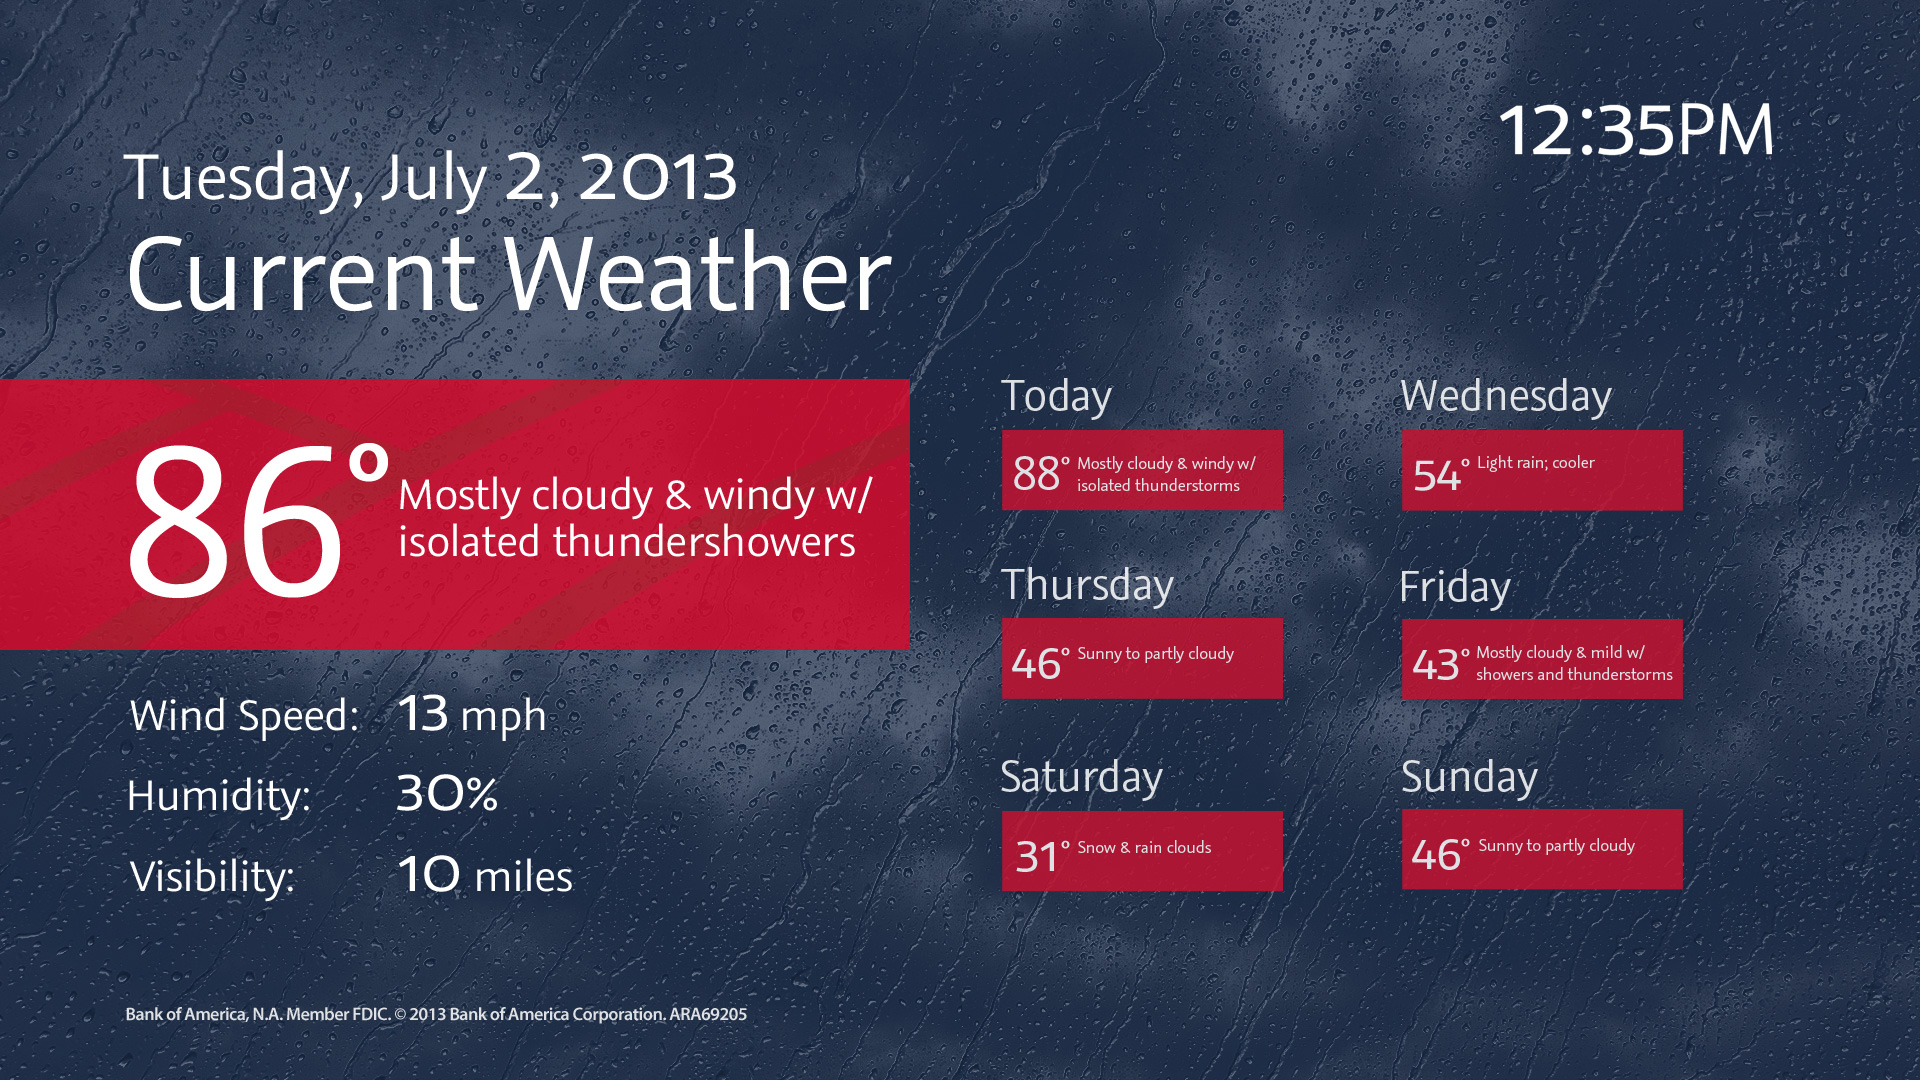 12:35PM
Tuesday, July 2, 2013
Current Weather
86° Mostly cloudy & windy w/
isolated thundershowers
Wind Speed: 13 mph
Humidity: 30%
Visibility: 10 miles
Today
88° Mostly cloudy & windy w/
isolated thunderstorms
Wednesday
54° Light rain; cooler
Thursday
46° Sunny to partly cloudy
Friday
43° Mostly cloudy & mild w/
showers and thunderstorms
Saturday
31° Snow & rain clouds
Sunday
46° Sunny to partly cloudy
Bank of America, N.A. Member FDIC. © 2013 Bank of America Corporation. ARA69205